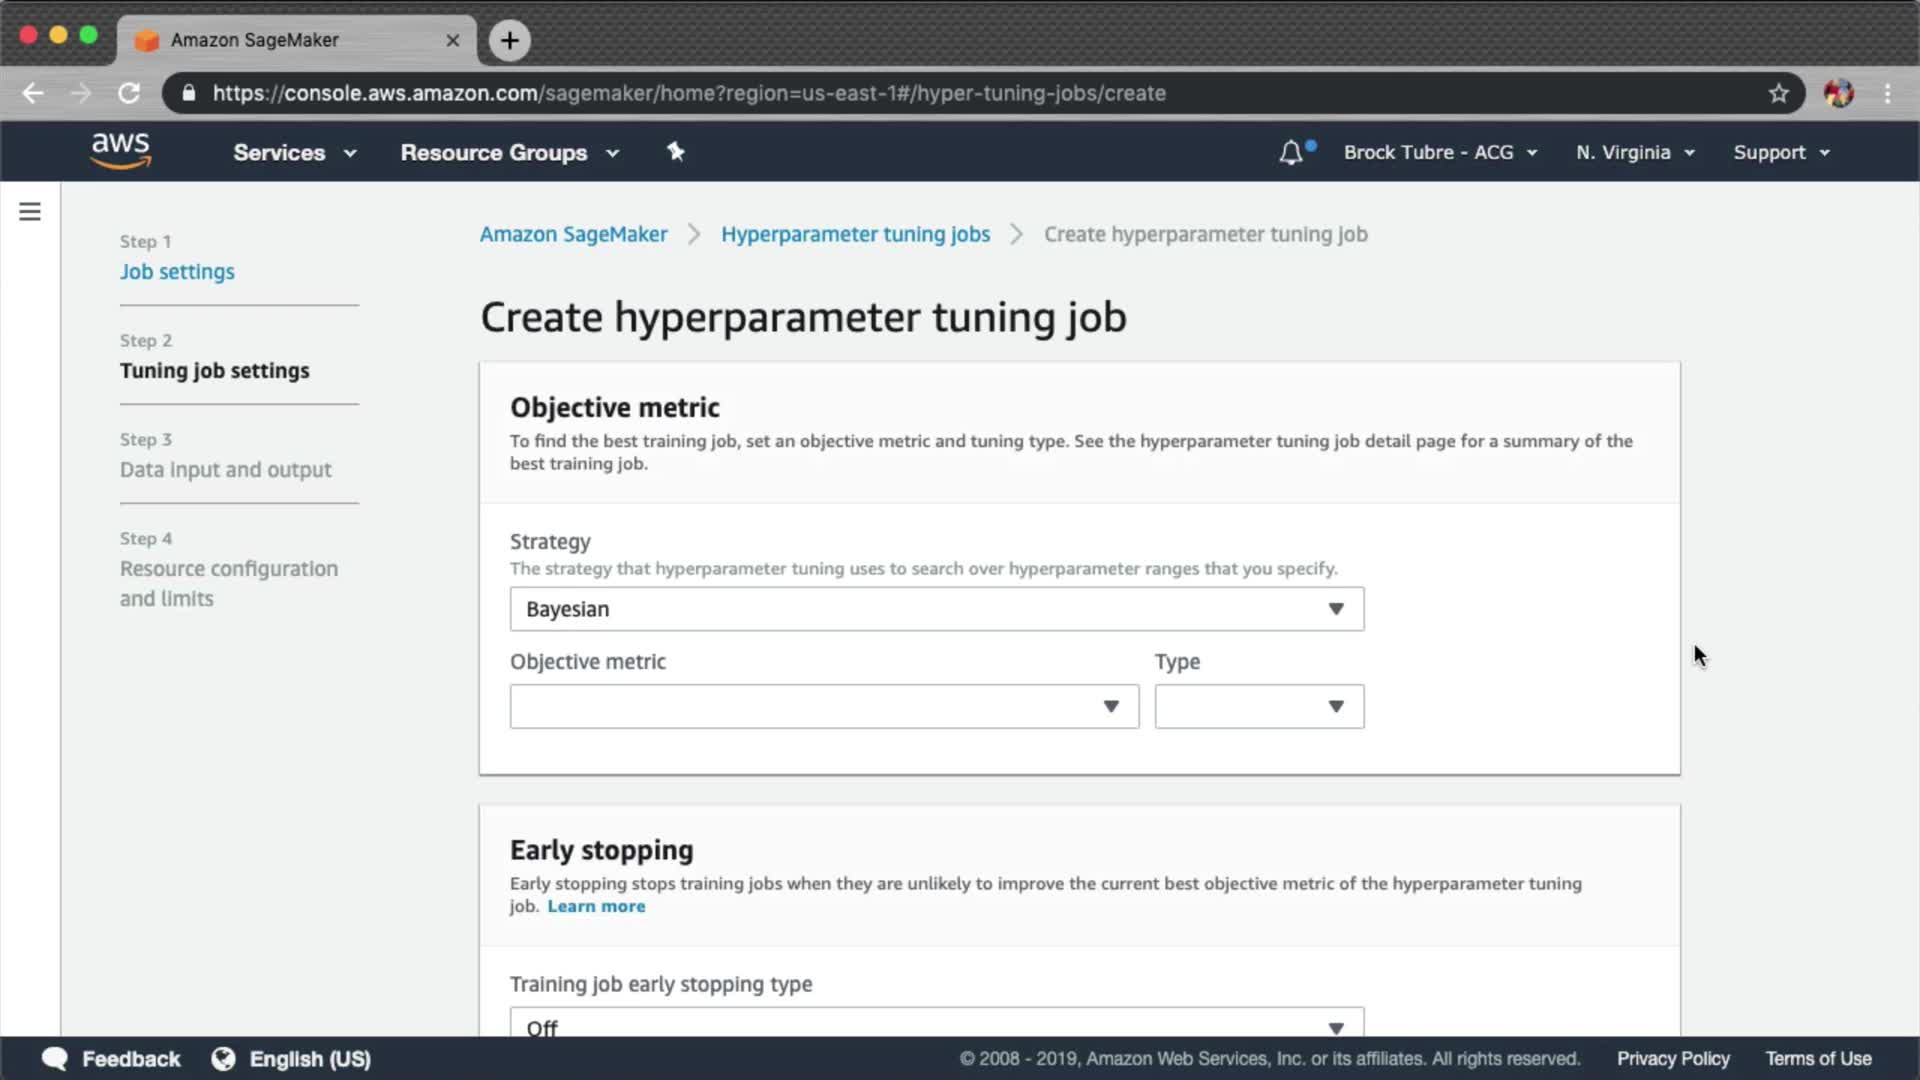 Amazon SageMaker
https://console.aws.amazon.com/sagemaker/home?region=us-east-1#/hyper-tuning-jobs/create
aws
Services
Resource Groups
Brock Tubre - ACG
N. Virginia
Support
Step 1
Job settings
Step 2
Tuning job settings
Step 3
Data input and output
Step 4
Resource configuration
and limits
Amazon SageMaker
Hyperparameter tuning jobs
Create hyperparameter tuning job
Create hyperparameter tuning job
Objective metric
To find the best training job, set an objective metric and tuning type. See the hyperparameter tuning job detail page for a summary of the
best training job.
Strategy
The strategy that hyperparameter tuning uses to search over hyperparameter ranges that you specify.
Bayesian
Objective metric
Type
Early stopping
Early stopping stops training jobs when they are unlikely to improve the current best objective metric of the hyperparameter tuning
job. Learn more
Training job early stopping type
Off
Feedback
English (US)
© 2008 - 2019, Amazon Web Services, Inc. or its affiliates. All rights reserved.
Privacy Policy
Terms of Use